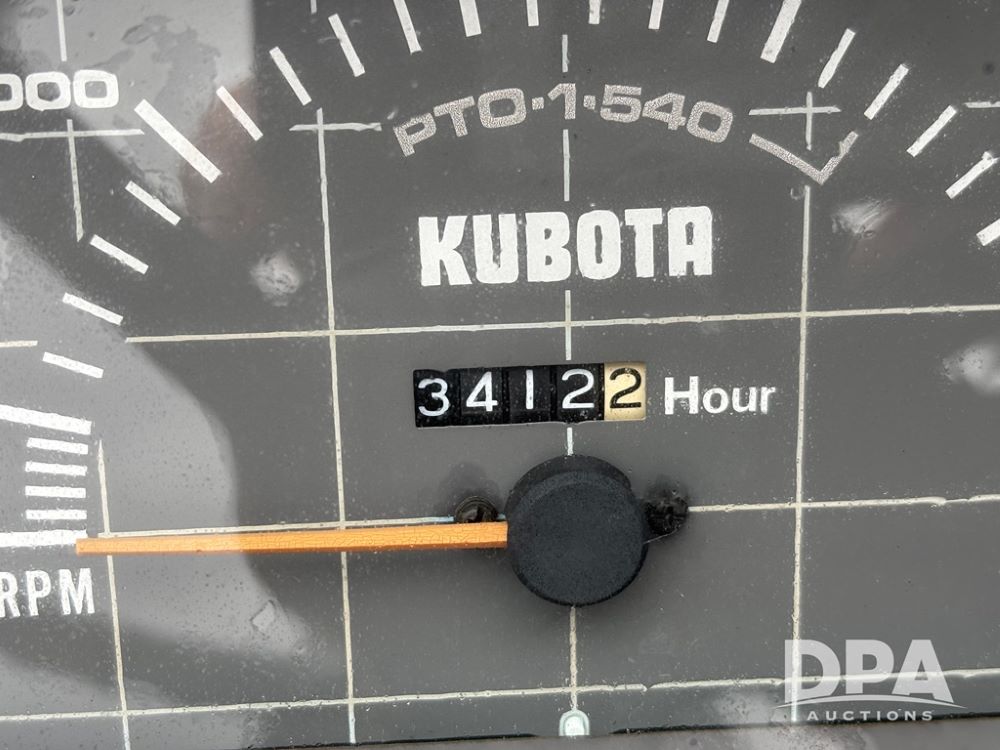 000
PTO·1·540
KUBOTA
34122 Hour
RPM
DPA
AUCTIONS